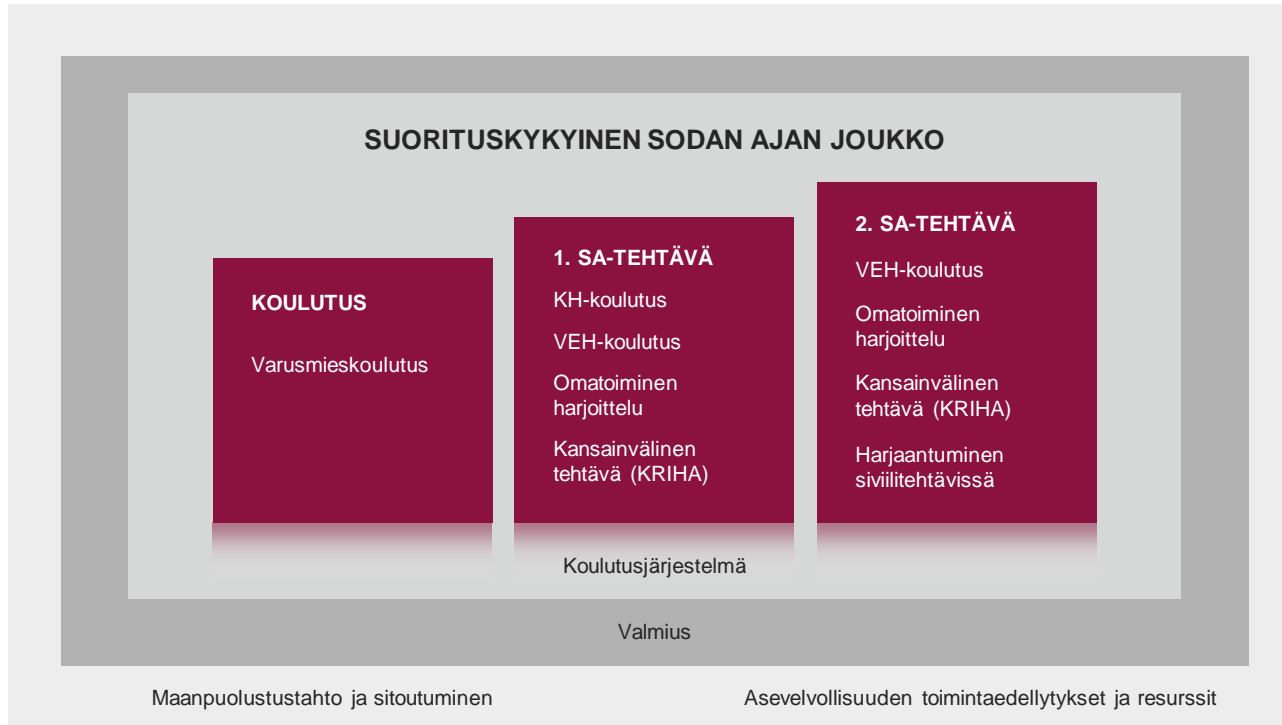 SUORITUSKYKYINEN SODAN AJAN JOUKKO
KOULUTUS
Varusmieskoulutus
1. SA-TEHTÄVÄ
KH-koulutus
VEH-koulutus
Omatoiminen
harjoittelu
Kansainvälinen
tehtävä (KRIHA)
2. SA-TEHTÄVÄ
VEH-koulutus
Omatoiminen
harjoittelu
Kansainvälinen
tehtävä (KRIHA)
Harjaantuminen
siviilitehtävissä
Koulutusjärjestelmä
Valmius
Maanpuolustustahto ja sitoutuminen
Asevelvollisuuden toimintaedellytykset ja resurssit